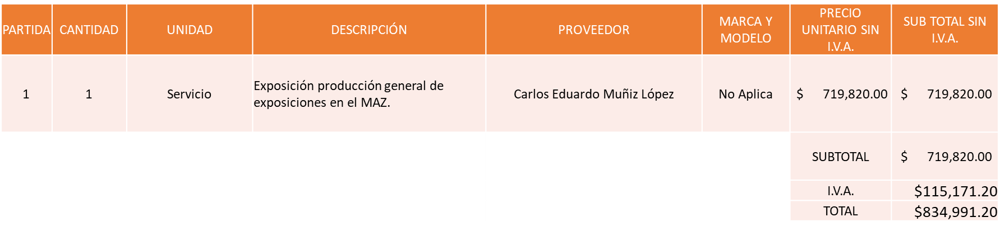 PARTIDA CANTIDAD UNIDAD DESCRIPCIÓN PROVEEDOR MARCA Y MODELO PRECIO UNITARIO SIN I.V.A. SUB TOTAL SIN I.V.A.
1 1 Servicio Exposición producción general de exposiciones en el MAZ. Carlos Eduardo Muñiz López No Aplica $ 719,820.00 $ 719,820.00
SUBTOTAL $ 719,820.00
I.V.A. $115,171.20
TOTAL $834,991.20